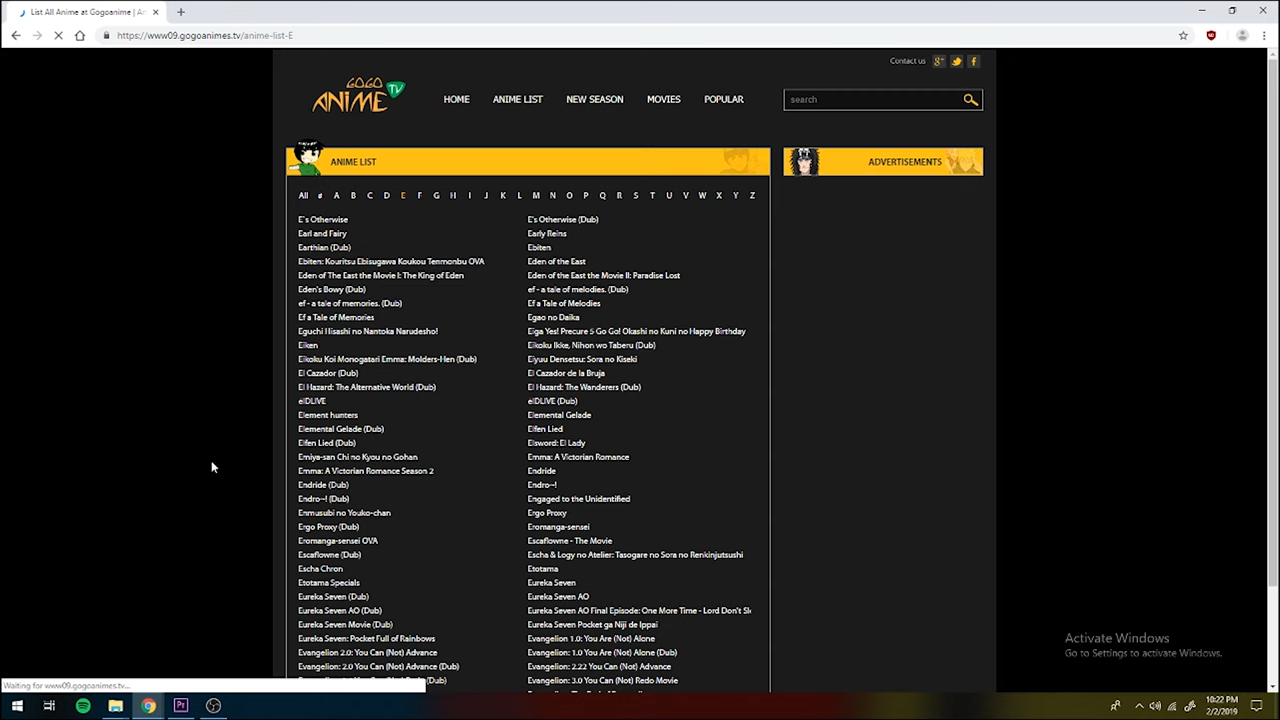 List All Anime at Gogoanime | An
https://www09.gogoanimes.tv/anime-list-E
Contact us
GOGO ANIME TV
HOME ANIME LIST NEW SEASON MOVIES POPULAR
search
ANIME LIST
ADVERTISEMENTS
All # A B C D E F G H I J K L M N O P Q R S T U V W X Y Z
E's Otherwise E's Otherwise (Dub)
Earl and Fairy Early Reins
Earthian (Dub) Ebiten
Ebiten: Kouritsu Ebisugawa Koukou Tenmonbu OVA Eden of the East
Eden of The East the Movie I: The King of Eden Eden of the East the Movie II: Paradise Lost
Eden's Bowy (Dub) ef - a tale of melodies. (Dub)
ef - a tale of memories. (Dub) Ef a Tale of Melodies
Ef a Tale of Memories Egao no Daika
Eguchi Hisashi no Nantoka Narudesho! Eiga Yes! Precure 5 Go Go! Okashi no Kuni no Happy Birthday
Eiken Eikoku Ikke, Nihon wo Taberu (Dub)
Eikoku Koi Monogatari Emma: Molders-Hen (Dub) Eiyuu Densetsu: Sora no Kiseki
El Cazador (Dub) El Cazador de la Bruja
El Hazard: The Alternative World (Dub) El Hazard: The Wanderers (Dub)
elDLIVE elDLIVE (Dub)
Element hunters Elemental Gelade
Elemental Gelade (Dub) Elfen Lied
Elfen Lied (Dub) Elsword: El Lady
Emiya-san Chi no Kyou no Gohan Emma: A Victorian Romance
Emma: A Victorian Romance Season 2 Endride
Endride (Dub) Endro~!
Endro~! (Dub) Engaged to the Unidentified
Enmusubi no Youko-chan Ergo Proxy
Ergo Proxy (Dub) Eromanga-sensei
Eromanga-sensei OVA Escaflowne - The Movie
Escaflowne (Dub) Escha & Logy no Atelier: Tasogare no Sora no Renkinjutsushi
Escha Chron Etotama
Etotama Specials Eureka Seven
Eureka Seven (Dub) Eureka Seven AO
Eureka Seven AO (Dub) Eureka Seven AO Final Episode: One More Time - Lord Don't Sl
Eureka Seven Movie (Dub) Eureka Seven Pocket ga Niji de Ippai
Eureka Seven: Pocket Full of Rainbows Evangelion 1.0: You Are (Not) Alone
Evangelion 2.0: You Can (Not) Advance Evangelion: 1.0 You Are (Not) Alone (Dub)
Evangelion: 2.0 You Can (Not) Advance (Dub) Evangelion: 2.22 You Can (Not) Advance
(Dub) Evangelion: 3.0 You Can (Not) Redo Movie
Activate Windows
Go to Settings to activate Windows.
Waiting for www09.gogoanimes.tv...
10:22 PM
2/2/2019